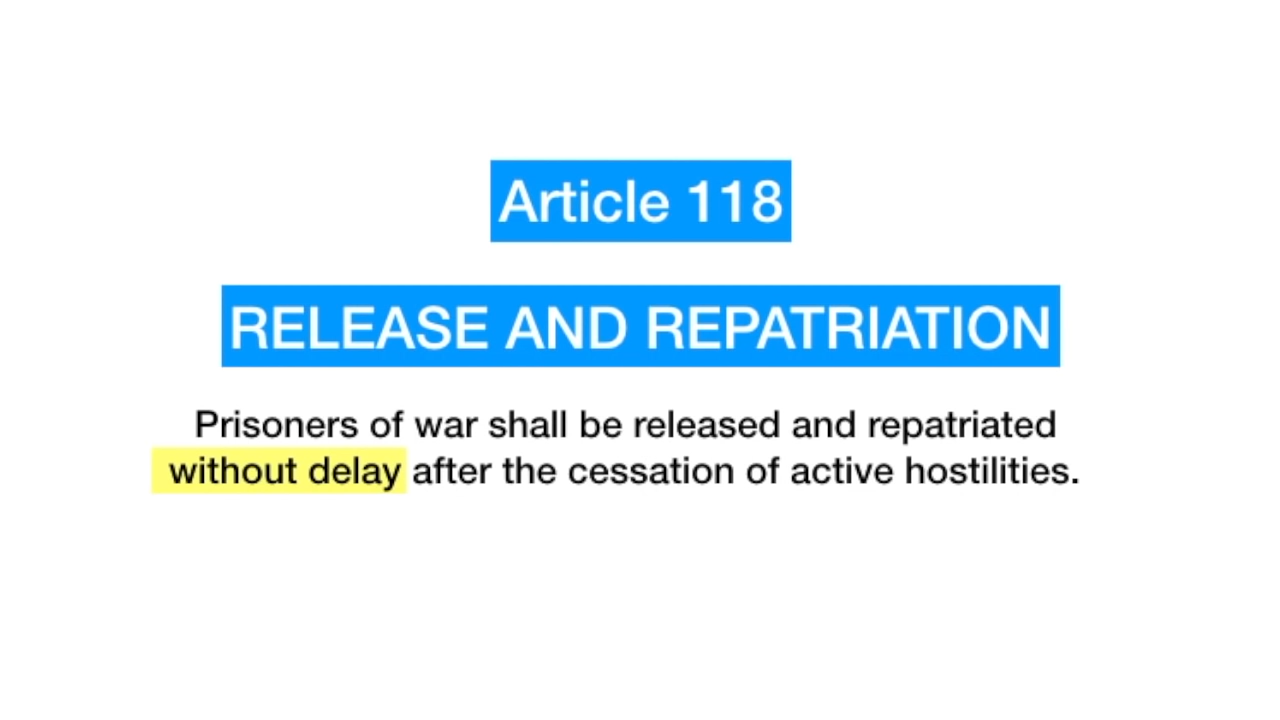 Article 118
RELEASE AND REPATRIATION
Prisoners of war shall be released and repatriated
without delay after the cessation of active hostilities.